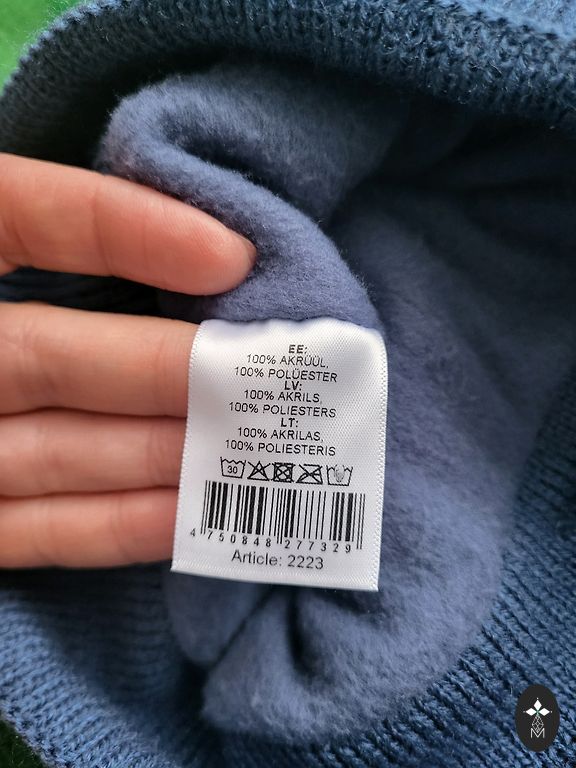 EE:
100% AKRÜÜL,
100% POLÜESTER
LV:
100% AKRILS,
100% POLIESTERS
LT:
100% AKRILAS,
100% POLIESTERIS
30
4 750848 277329
Article: 2223
M